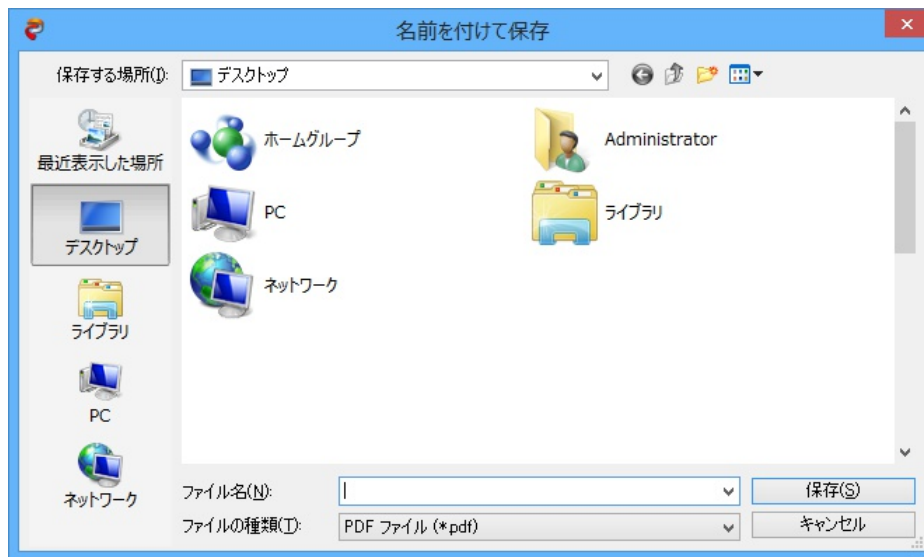 名前を付けて保存
保存する場所(I):
デスクトップ
最近表示した場所
デスクトップ
ライブラリ
PC
ネットワーク
ホームグループ
Administrator
PC
ライブラリ
ネットワーク
ファイル名(N):
保存(S)
ファイルの種類(T):
PDF ファイル (*pdf)
キャンセル